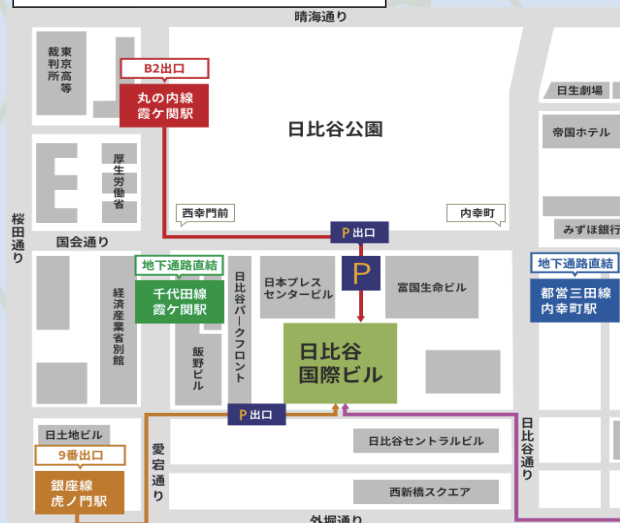 晴海通り
東京高等
裁判所
B2出口
丸の内線
霞ケ関駅
日比谷公園
日生劇場
帝国ホテル
厚生労働省
桜田通り
西幸門前
内幸町
みずほ銀行
P出口
国会通り
地下通路直結
千代田線
霞ケ関駅
経済産業省別館
日比谷パークフロント
日本プレス
センタービル
P
富国生命ビル
地下通路直結
都営三田線
内幸町駅
飯野ビル
日比谷
国際ビル
P出口
日土地ビル
9番出口
銀座線
虎ノ門駅
愛宕通り
日比谷セントラルビル
日比谷通り
西新橋スクエア
外堀通り